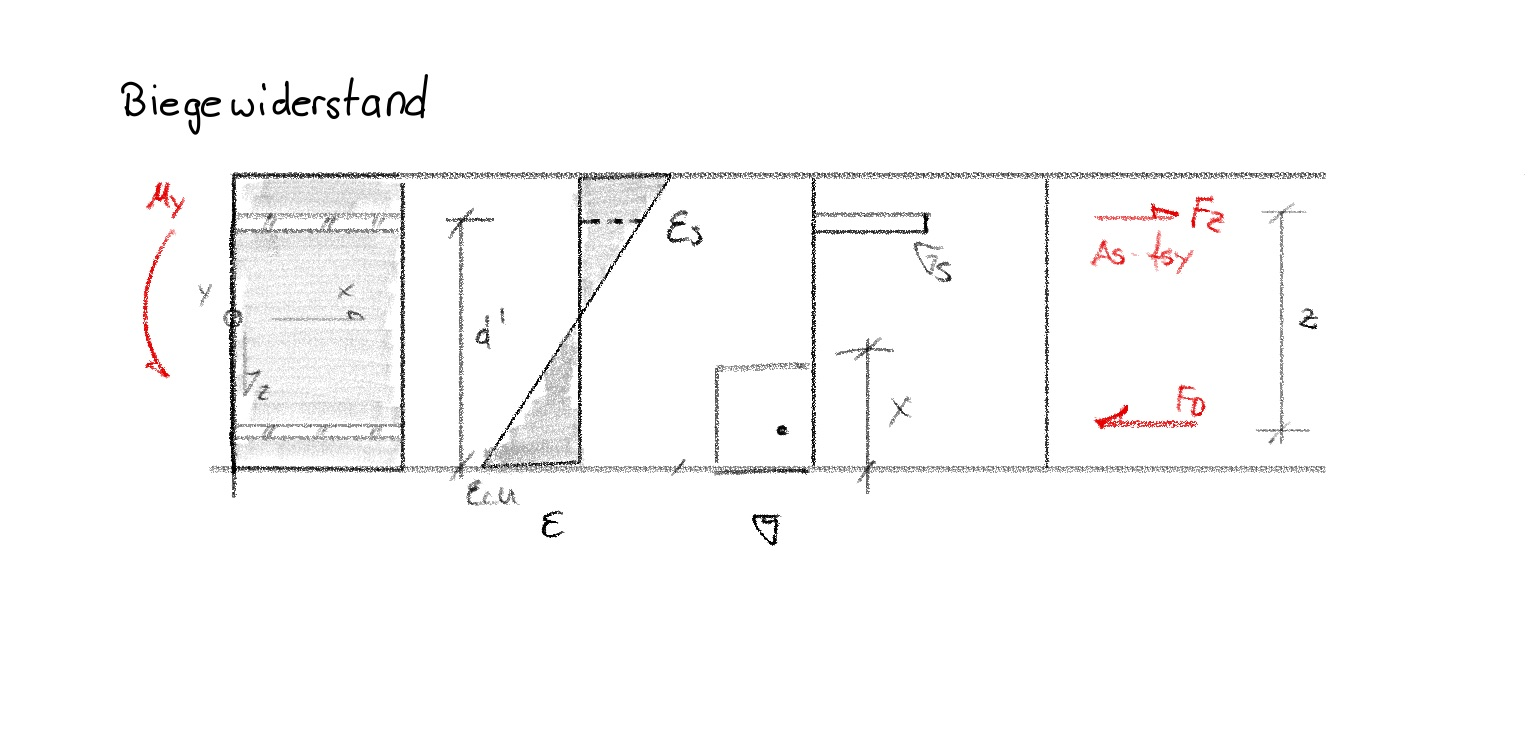 Biegewiderstand
My
y
x
z
d'
εs
εcu
ε
σs
x
σ
Fz
As · fsy
z
FD